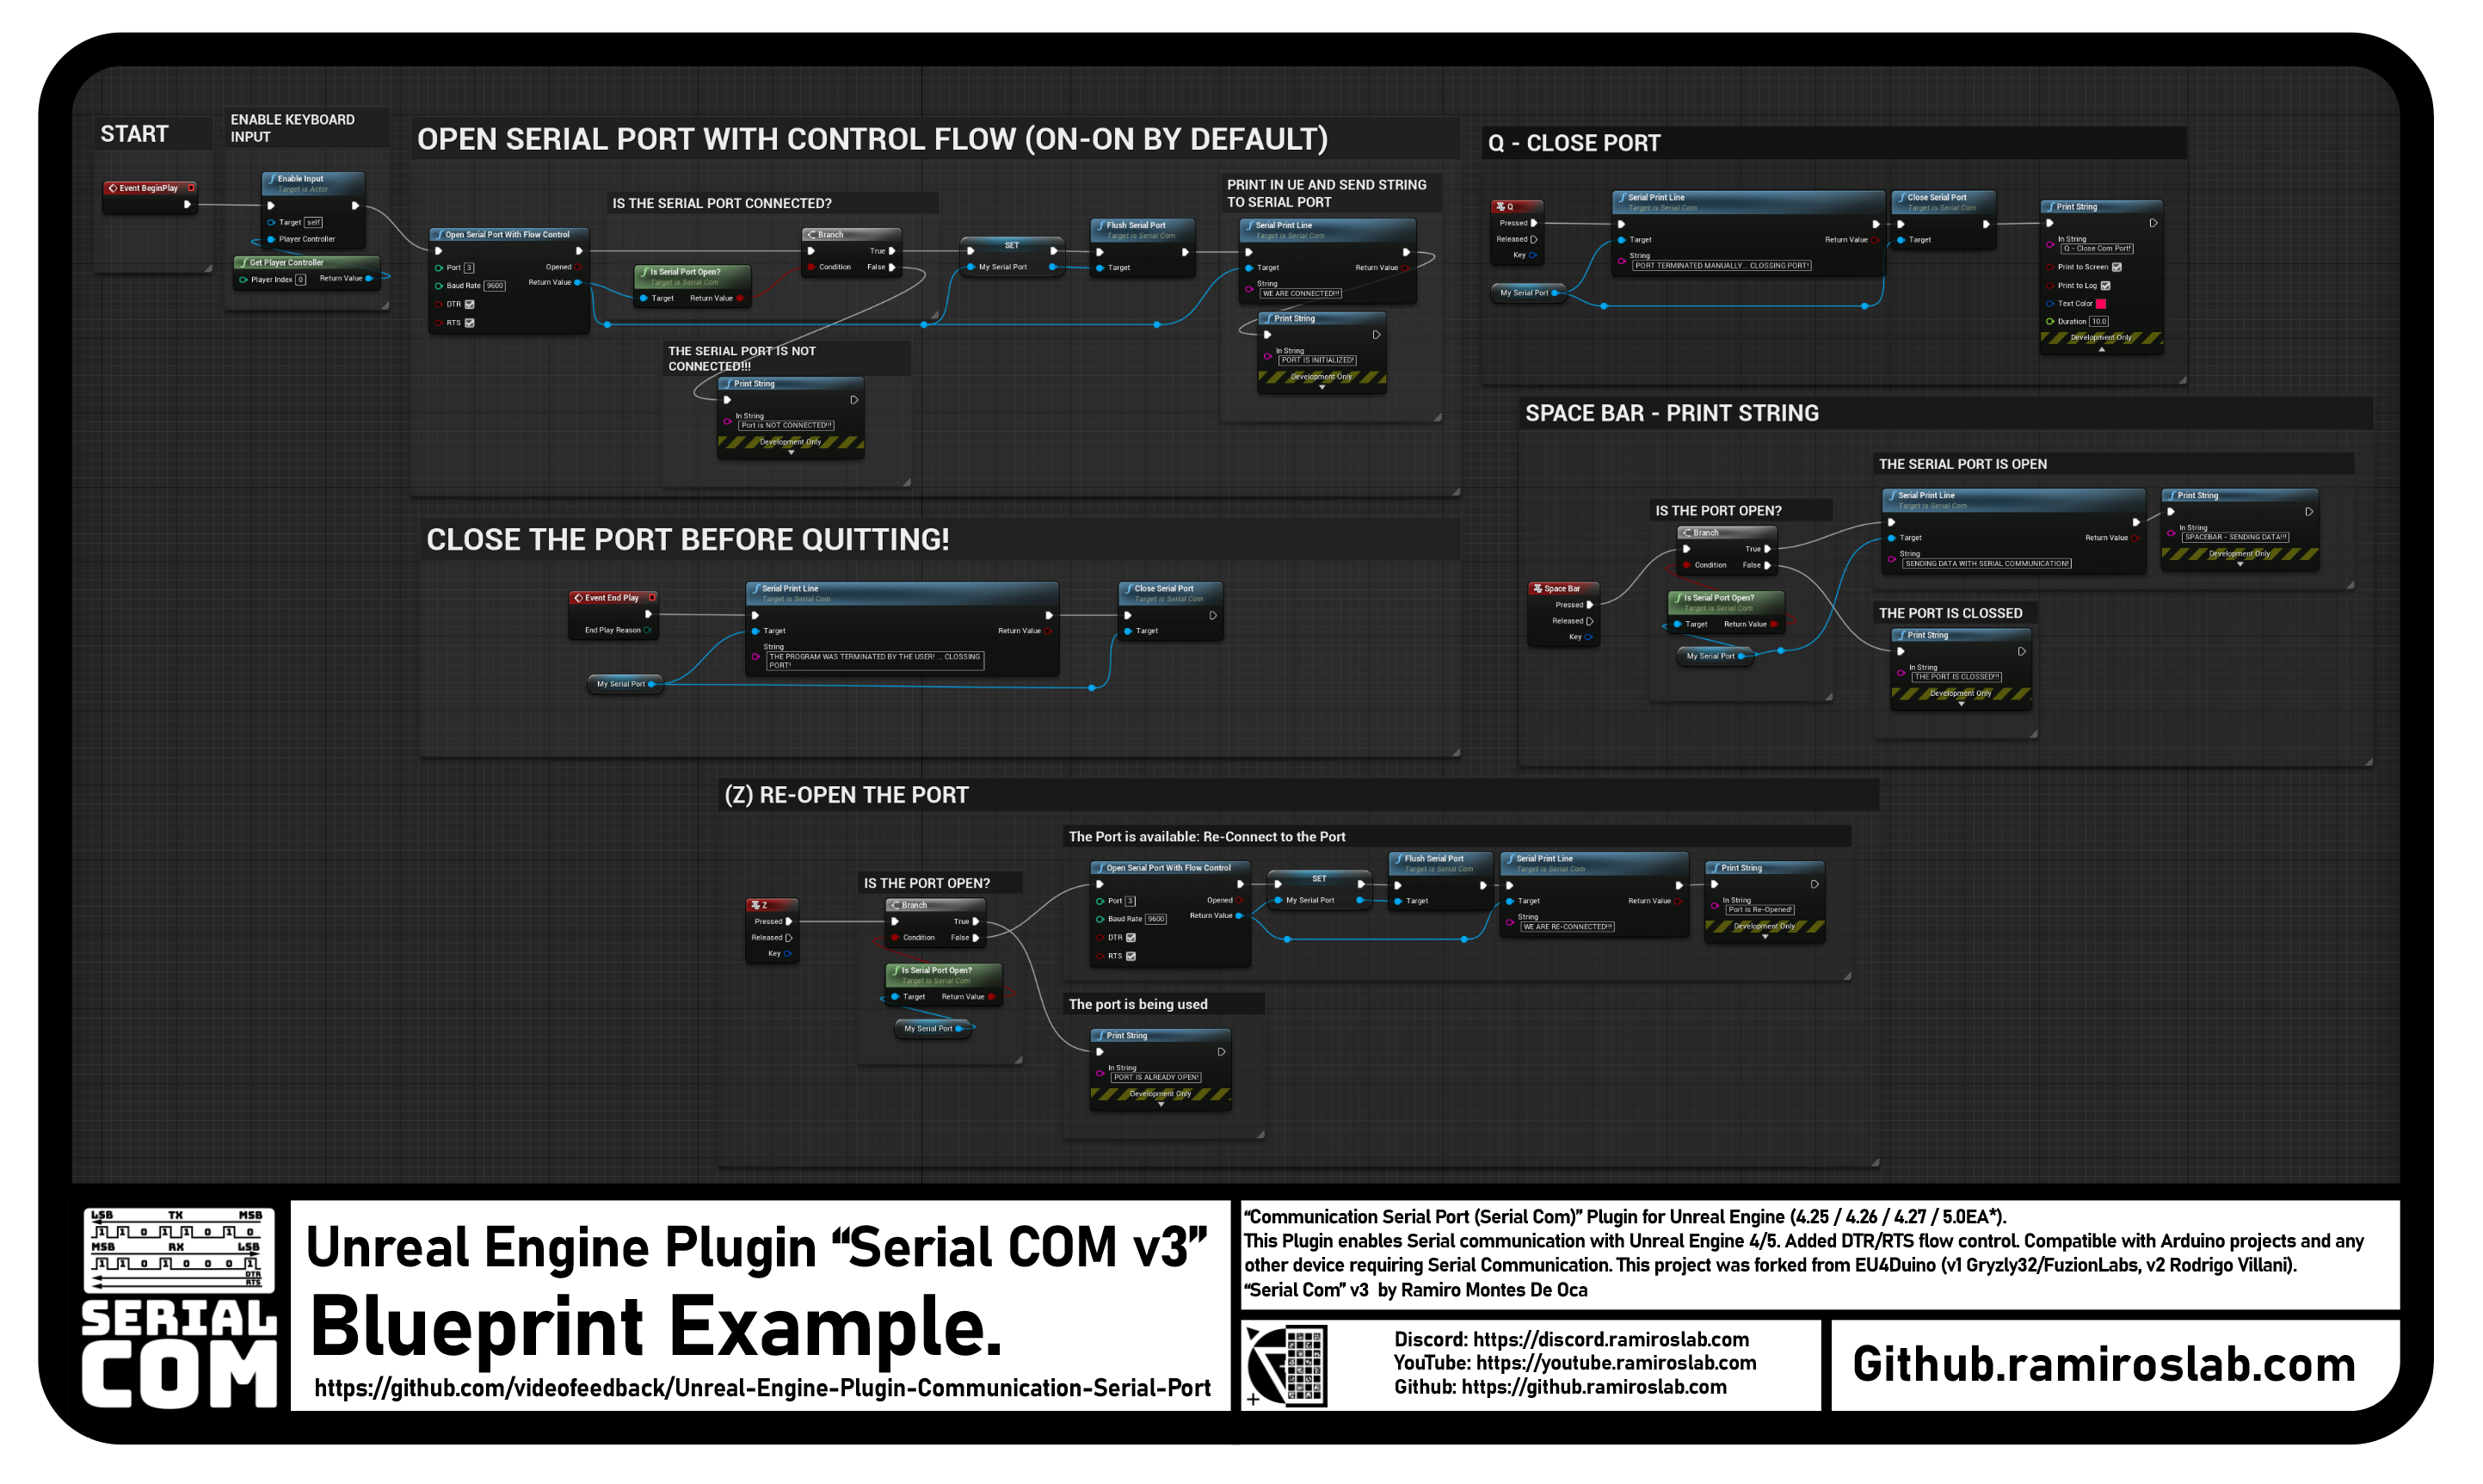 START
Event BeginPlay
ENABLE KEYBOARD
INPUT
Enable Input
Target is Actor
Target self
Player Controller
Get Player Controller
Player Index 0 Return Value
OPEN SERIAL PORT WITH CONTROL FLOW (ON-ON BY DEFAULT)
Open Serial Port With Flow Control
Port 3 Opened
Baud Rate 9600 Return Value
DTR
RTS
IS THE SERIAL PORT CONNECTED?
Is Serial Port Open?
Target is Serial Com
Target Return Value
Branch
True
Condition False
THE SERIAL PORT IS NOT
CONNECTED!!!
Print String
In String
Port is NOT CONNECTED!!!
Development Only
SET
My Serial Port
Flush Serial Port
Target is Serial Com
Target
PRINT IN UE AND SEND STRING
TO SERIAL PORT
Serial Print Line
Target is Serial Com
Target
Return Value
String
WE ARE CONNECTED!!!
Print String
In String
PORT IS INITIALIZED!
Development Only
Q - CLOSE PORT
Q
Pressed
Released
Key
My Serial Port
Serial Print Line
Target is Serial Com
Target Return Value
String
PORT TERMINATED MANUALLY... CLOSSING PORT!
Close Serial Port
Target is Serial Com
Target
Print String
In String
Q - Close Com Port!
Print to Screen
Print to Log
Text Color
Duration 10.0
Development Only
CLOSE THE PORT BEFORE QUITTING!
Event End Play
End Play Reason
My Serial Port
Serial Print Line
Target is Serial Com
Target Return Value
String
THE PROGRAM WAS TERMINATED BY THE USER! ... CLOSSING
PORT!
Close Serial Port
Target is Serial Com
Target
SPACE BAR - PRINT STRING
Space Bar
Pressed
Released
Key
IS THE PORT OPEN?
Branch
True
Condition False
Is Serial Port Open?
Target is Serial Com
Target Return Value
My Serial Port
THE SERIAL PORT IS OPEN
Serial Print Line
Target is Serial Com
Target Return Value
String
SENDING DATA WITH SERIAL COMMUNICATION!
Print String
In String
SPACEBAR - SENDING DATA!!!
Development Only
THE PORT IS CLOSSED
Print String
In String
THE PORT IS CLOSSED!!!
Development Only
(Z) RE-OPEN THE PORT
Z
Pressed
Released
Key
IS THE PORT OPEN?
Branch
True
Condition False
Is Serial Port Open?
Target is Serial Com
Target Return Value
My Serial Port
The Port is available: Re-Connect to the Port
Open Serial Port With Flow Control
Port 3 Opened
Baud Rate 9600 Return Value
DTR
RTS
SET
My Serial Port
Flush Serial Port
Target is Serial Com
Target
Serial Print Line
Target is Serial Com
Target Return Value
String
WE ARE RE-CONNECTED!!!
Print String
In String
Port is Re-Opened!
Development Only
The port is being used
Print String
In String
PORT IS ALREADY OPEN!
Development Only
LSB TX MSB
1 1 0 1 1 0 1 0
MSB RX LSB
1 1 0 1 0 0 0 1
DTR
RTS
SERIAL
COM
Unreal Engine Plugin “Serial COM v3”
Blueprint Example.
https://github.com/videofeedback/Unreal-Engine-Plugin-Communication-Serial-Port
“Communication Serial Port (Serial Com)” Plugin for Unreal Engine (4.25 / 4.26 / 4.27 / 5.0EA*).
This Plugin enables Serial communication with Unreal Engine 4/5. Added DTR/RTS flow control. Compatible with Arduino projects and any
other device requiring Serial Communication. This project was forked from EU4Duino (v1 Gryzly32/FuzionLabs, v2 Rodrigo Villani).
“Serial Com” v3 by Ramiro Montes De Oca
Discord: https://discord.ramiroslab.com
YouTube: https://youtube.ramiroslab.com
Github: https://github.ramiroslab.com
Github.ramiroslab.com